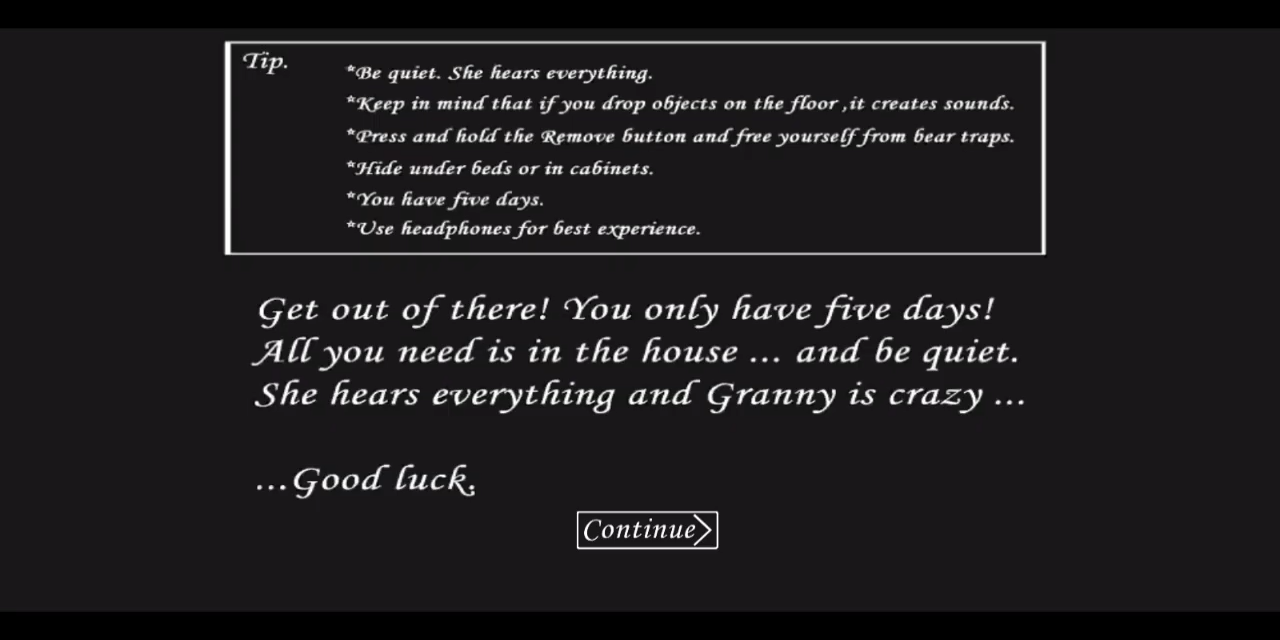 Tip.
*Be quiet. She hears everything.
*Keep in mind that if you drop objects on the floor ,it creates sounds.
*Press and hold the Remove button and free yourself from bear traps.
*Hide under beds or in cabinets.
*You have five days.
*Use headphones for best experience.
Get out of there! You only have five days!
All you need is in the house ... and be quiet.
She hears everything and Granny is crazy ...
...Good luck.
Continue>